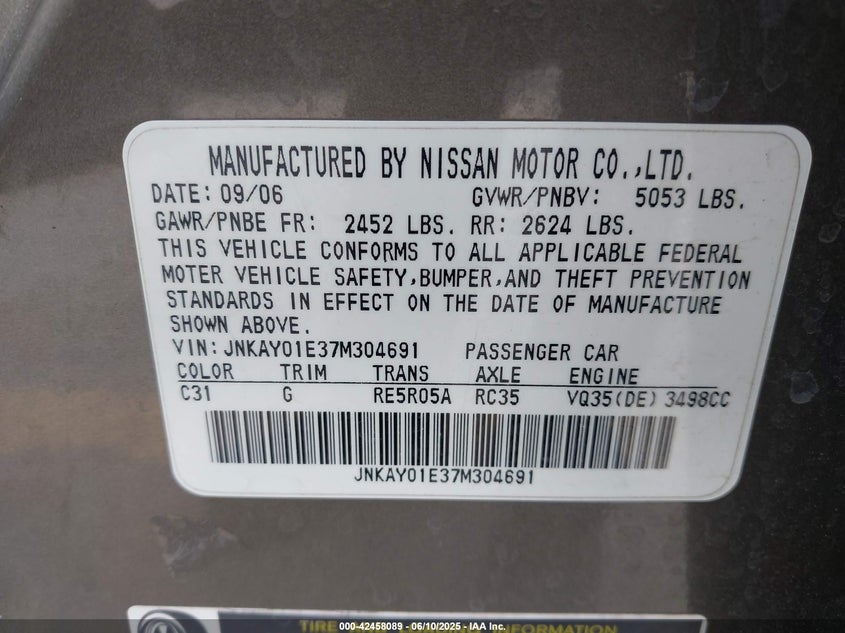 MANUFACTURED BY NISSAN MOTOR CO.,LTD.
DATE: 09/06 GVWR/PNBV: 5053 LBS.
GAWR/PNBE FR: 2452 LBS. RR: 2624 LBS.
THIS VEHICLE CONFORMS TO ALL APPLICABLE FEDERAL
MOTER VEHICLE SAFETY,BUMPER,AND THEFT PREVENTION
STANDARDS IN EFFECT ON THE DATE OF MANUFACTURE
SHOWN ABOVE.
VIN: JNKAY01E37M304691 PASSENGER CAR
COLOR TRIM TRANS AXLE ENGINE
C31 G RE5R05A RC35 VQ35(DE) 3498CC
JNKAY01E37M304691
TIRE INFORMATION
000-42458089 - 06/10/2025 - IAA Inc.